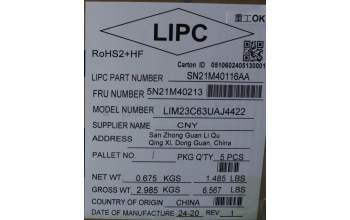 LIPC
重工OK
RoHS2+HF
Carton ID 0810602405130001
LIPC PART NUMBER SN21M40116AA
FRU NUMBER 5N21M40213
MODEL NUMBER LIM23C63UAJ4422
SUPPLIER NAME CNY
ADDRESS San Zhong Guan Li Qu
Qing Xi, Dong Guan, China
PALLET NO / PKG Q'TY 5 PCS
NET WT 0.675 KGS 1.485 LBS
GROSS WT 2.985 KGS 6.567 LBS
COUNTRY OF ORIGIN CHINA
DATE OF MANUFACTURE 24-20 REV